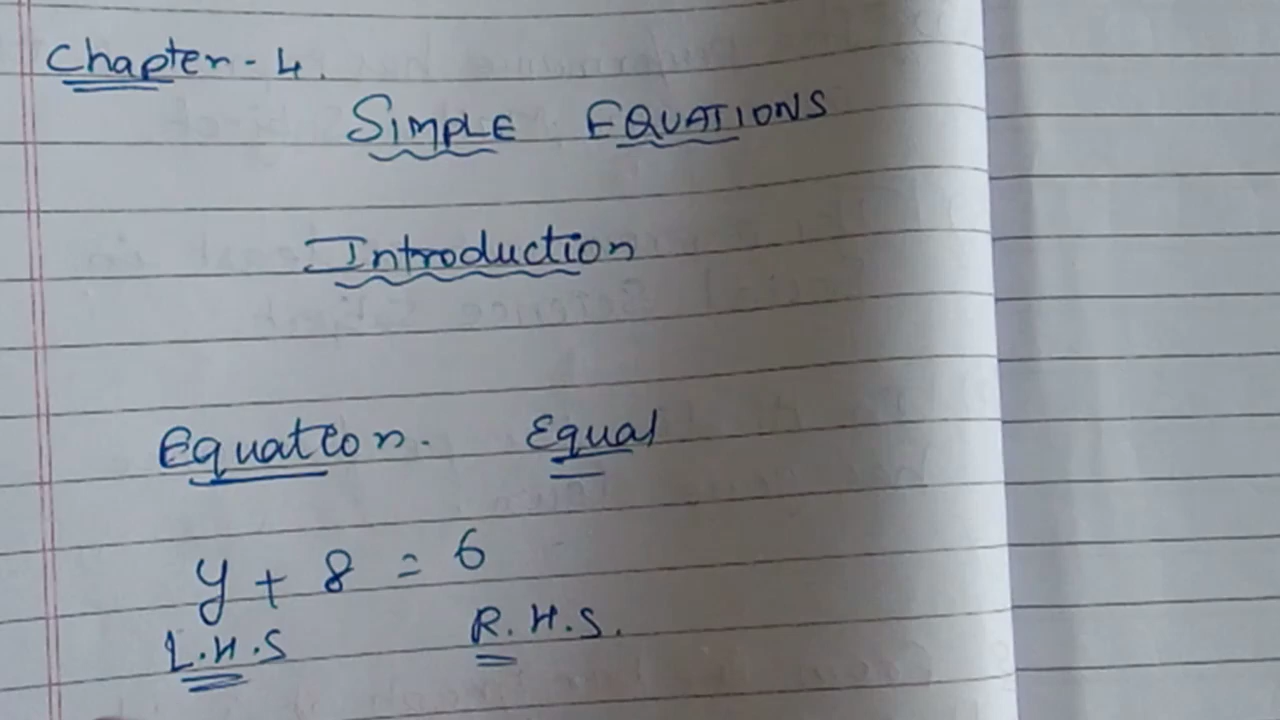 Chapter - 4.
SIMPLE EQUATIONS
Introduction
Equation. Equal
y + 8 = 6
L.H.S R.H.S.